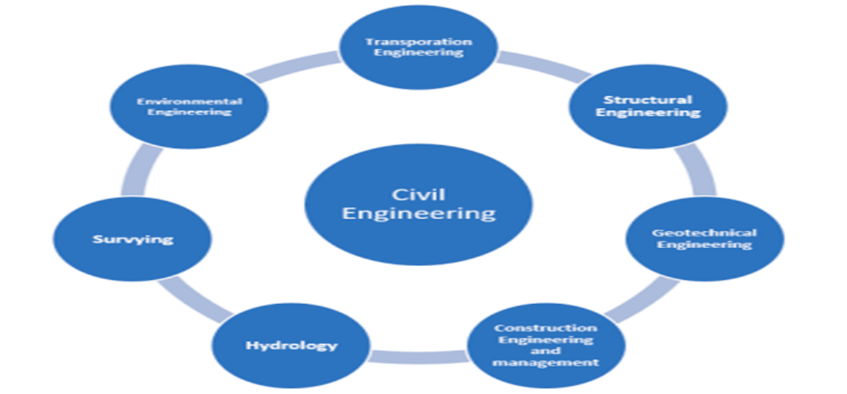 Transporation
Engineering
Structural
Engineering
Geotechnical
Engineering
Construction
Engineering
and
management
Hydrology
Survying
Environmental
Engineering
Civil
Engineering